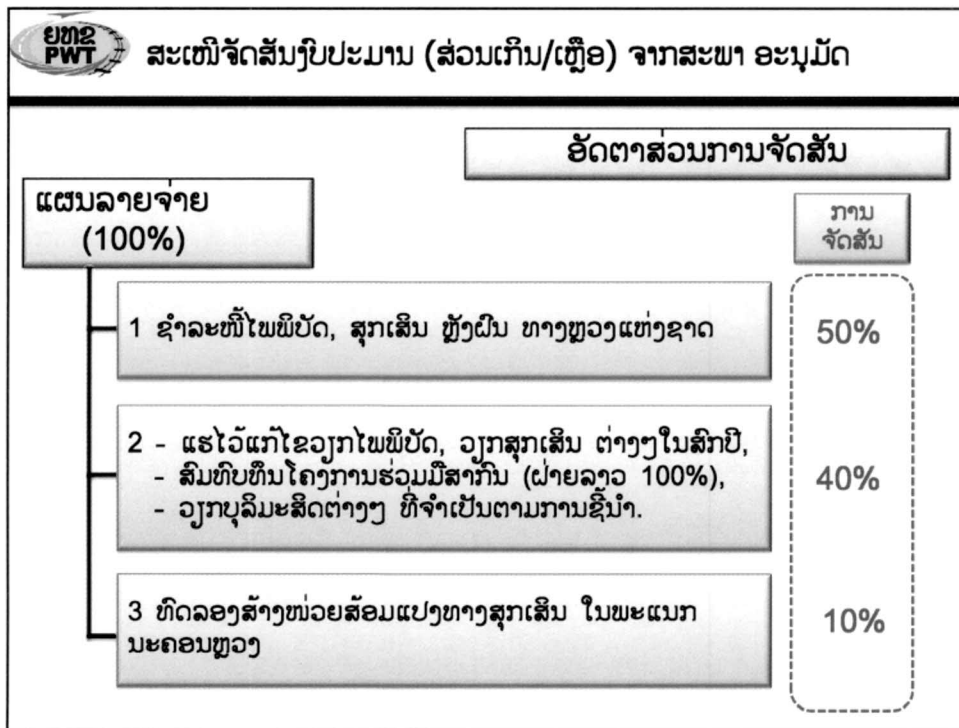 ຍທຂ
PWT
ສະເໜີຈັດສັນງົບປະມານ (ສ່ວນເກີນ/ເຫຼືອ) ຈາກສະພາ ອະນຸມັດ
ອັດຕາສ່ວນການຈັດສັນ
ແຜນລາຍຈ່າຍ
(100%)
ການ
ຈັດສັນ
1 ຊຳລະໜີ້ໄພພິບັດ, ສຸກເສີນ ຫຼັງຝົນ ທາງຫຼວງແຫ່ງຊາດ
50%
2 - ແຮໄວ້ແກ້ໄຂວຽກໄພພິບັດ, ວຽກສຸກເສີນ ຕ່າງໆໃນສົກປີ,
- ສົມທົບທຶນໂຄງການຮ່ວມມືສາກົນ (ຝ່າຍລາວ 100%),
- ວຽກບຸລິມະສິດຕ່າງໆ ທີ່ຈຳເປັນຕາມການຊີ້ນຳ.
40%
3 ທົດລອງສ້າງໜ່ວຍສ້ອມແປງທາງສຸກເສີນ ໃນພະແນກ
ນະຄອນຫຼວງ
10%